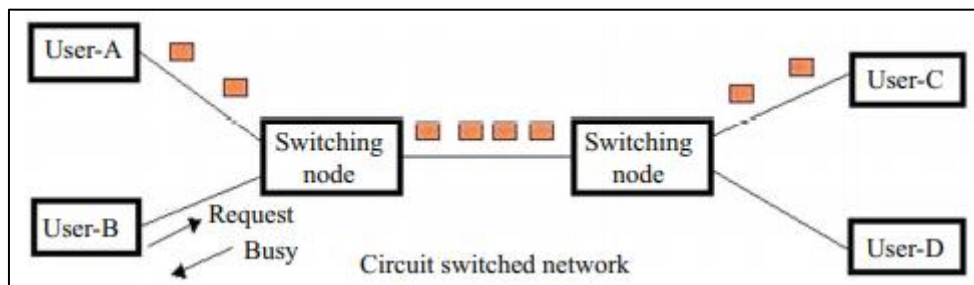 User-A
User-C
Switching
node
Switching
node
User-B
Request
Busy
User-D
Circuit switched network